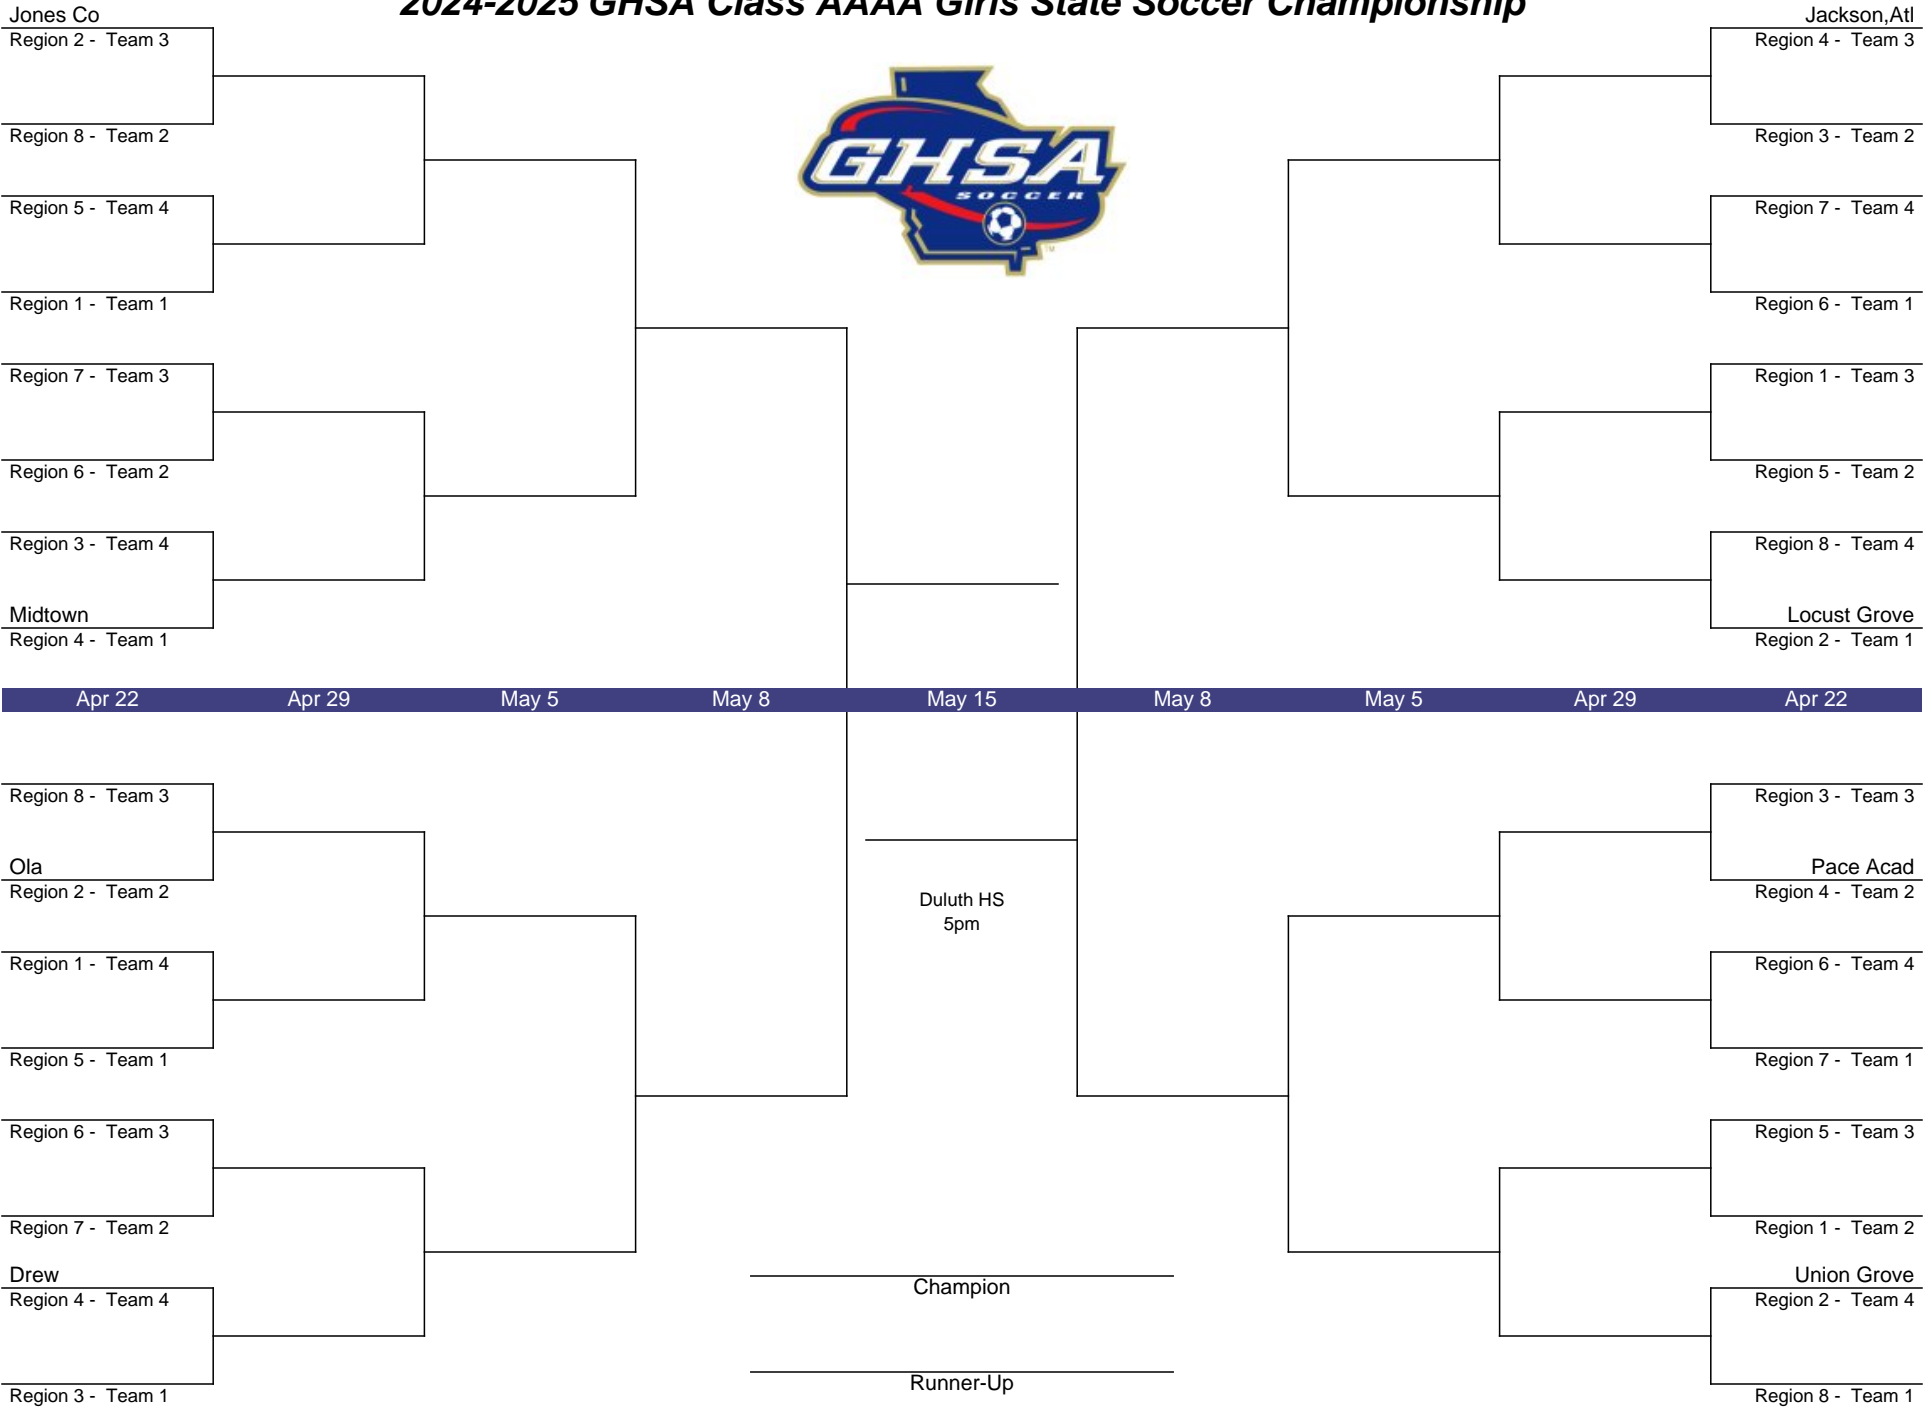 2024-2025 GHSA Class AAAA Girls State Soccer Championship
Jones Co
Region 2 - Team 3
Region 8 - Team 2
Region 5 - Team 4
Region 1 - Team 1
Region 7 - Team 3
Region 6 - Team 2
Region 3 - Team 4
Midtown
Region 4 - Team 1
GHSA
SOCCER
TM
Jackson,Atl
Region 4 - Team 3
Region 3 - Team 2
Region 7 - Team 4
Region 6 - Team 1
Region 1 - Team 3
Region 5 - Team 2
Region 8 - Team 4
Locust Grove
Region 2 - Team 1
Apr 22 Apr 29 May 5 May 8 May 15 May 8 May 5 Apr 29 Apr 22
Region 8 - Team 3
Ola
Region 2 - Team 2
Region 1 - Team 4
Region 5 - Team 1
Region 6 - Team 3
Region 7 - Team 2
Drew
Region 4 - Team 4
Region 3 - Team 1
Duluth HS
5pm
Champion
Runner-Up
Region 3 - Team 3
Pace Acad
Region 4 - Team 2
Region 6 - Team 4
Region 7 - Team 1
Region 5 - Team 3
Region 1 - Team 2
Union Grove
Region 2 - Team 4
Region 8 - Team 1